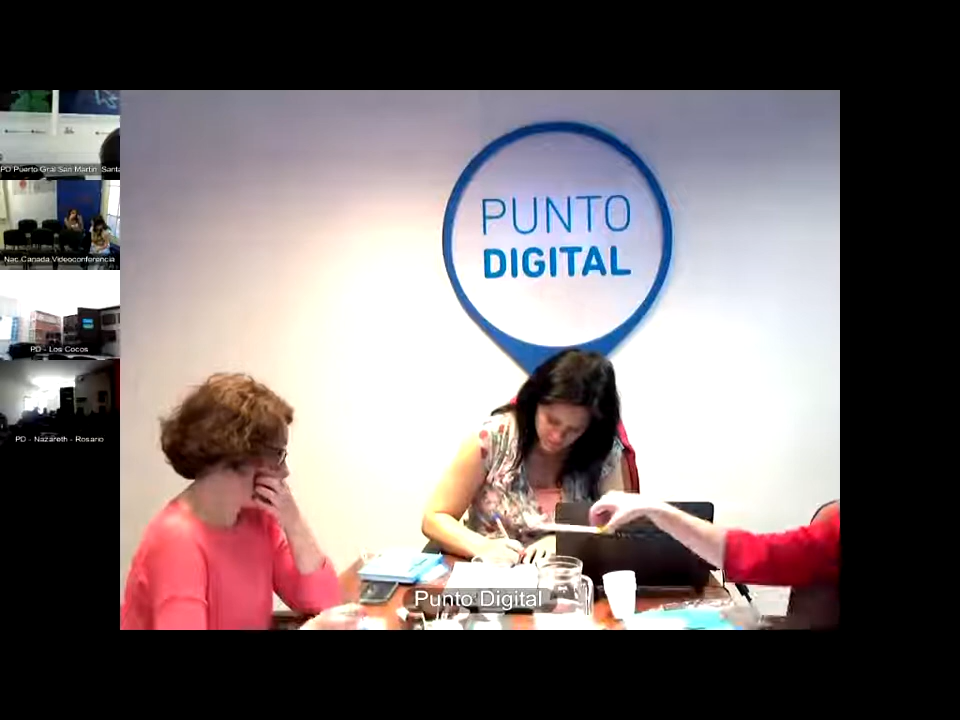 PD Puerto Gral San Martin Santa
Nac Canada Videoconferencia
PD - Los Cocos
PD - Nazareth - Rosario
PUNTO
DIGITAL
Punto Digital